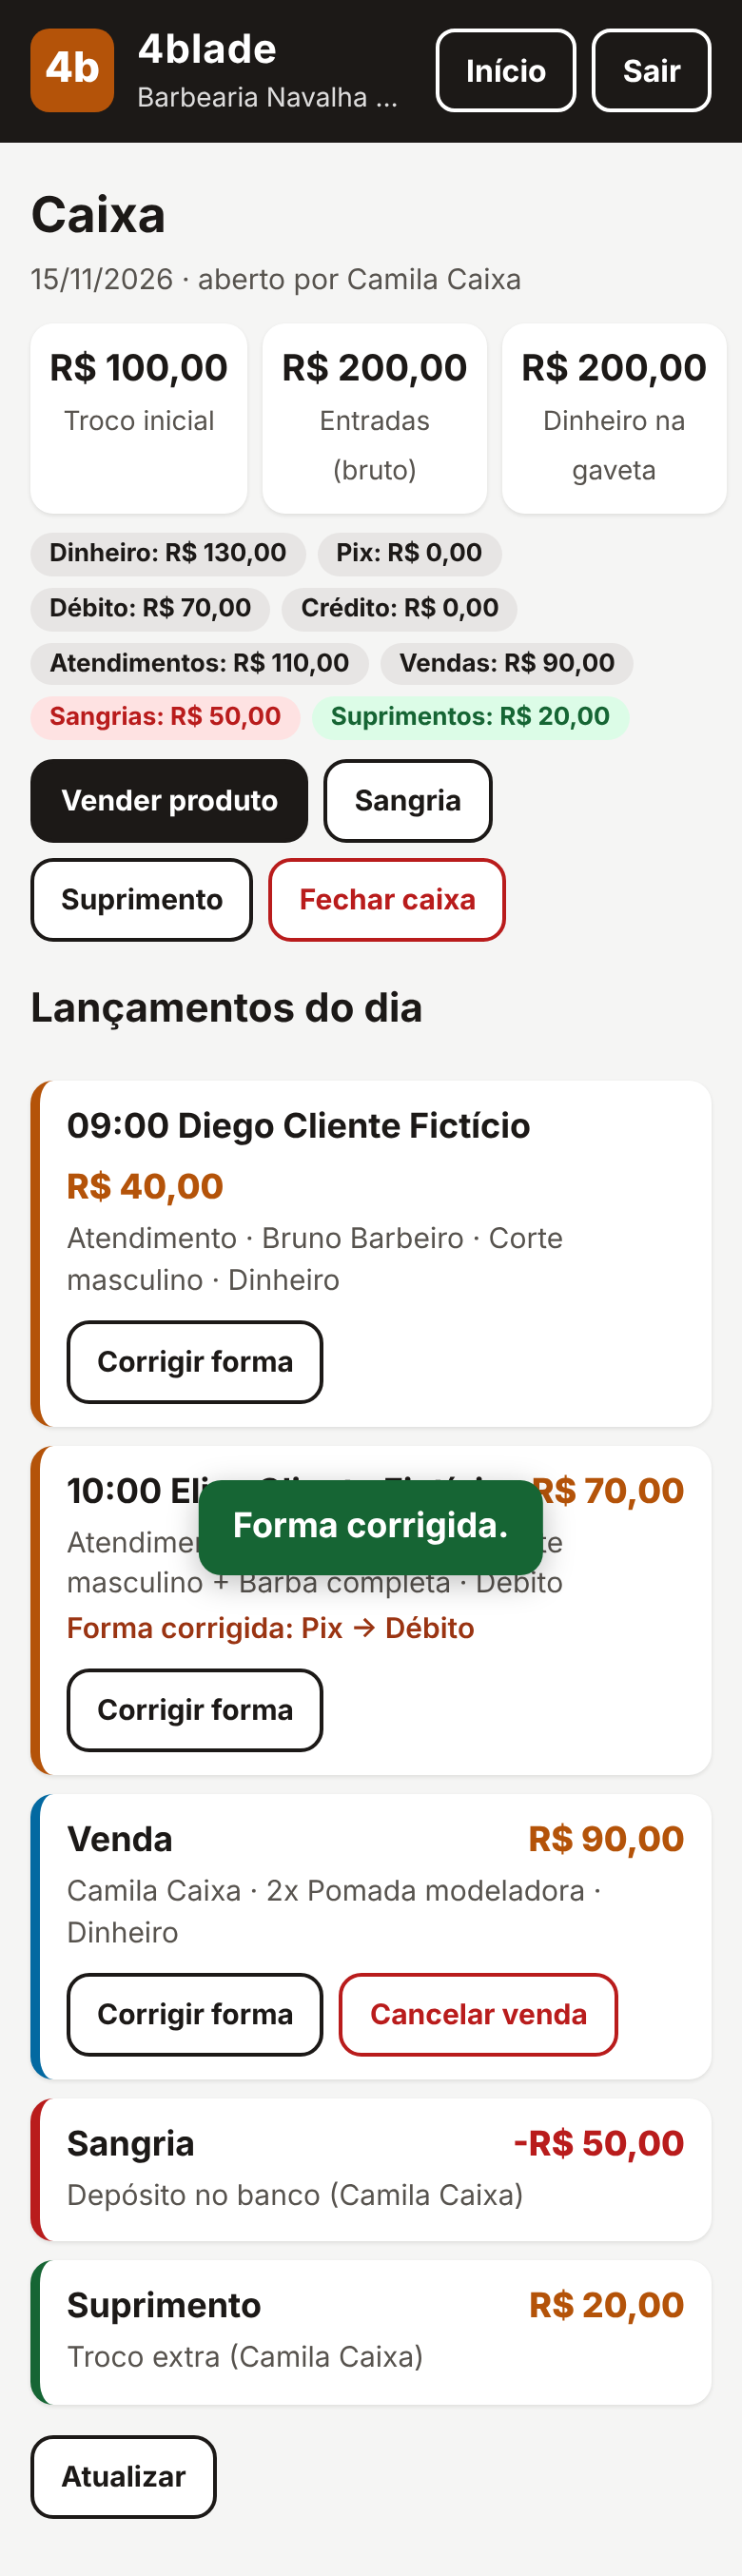 4b
4blade
Barbearia Navalha ...
Início
Sair
Caixa
15/11/2026 · aberto por Camila Caixa
R$ 100,00
Troco inicial
R$ 200,00
Entradas
(bruto)
R$ 200,00
Dinheiro na
gaveta
Dinheiro: R$ 130,00
Pix: R$ 0,00
Débito: R$ 70,00
Crédito: R$ 0,00
Atendimentos: R$ 110,00
Vendas: R$ 90,00
Sangrias: R$ 50,00
Suprimentos: R$ 20,00
Vender produto
Sangria
Suprimento
Fechar caixa
Lançamentos do dia
09:00 Diego Cliente Fictício
R$ 40,00
Atendimento · Bruno Barbeiro · Corte
masculino · Dinheiro
Corrigir forma
10:00
R$ 70,00
Forma corrigida.
masculino + Barba completa · Débito
Forma corrigida: Pix → Débito
Corrigir forma
Venda
R$ 90,00
Camila Caixa · 2x Pomada modeladora ·
Dinheiro
Corrigir forma
Cancelar venda
Sangria
-R$ 50,00
Depósito no banco (Camila Caixa)
Suprimento
R$ 20,00
Troco extra (Camila Caixa)
Atualizar